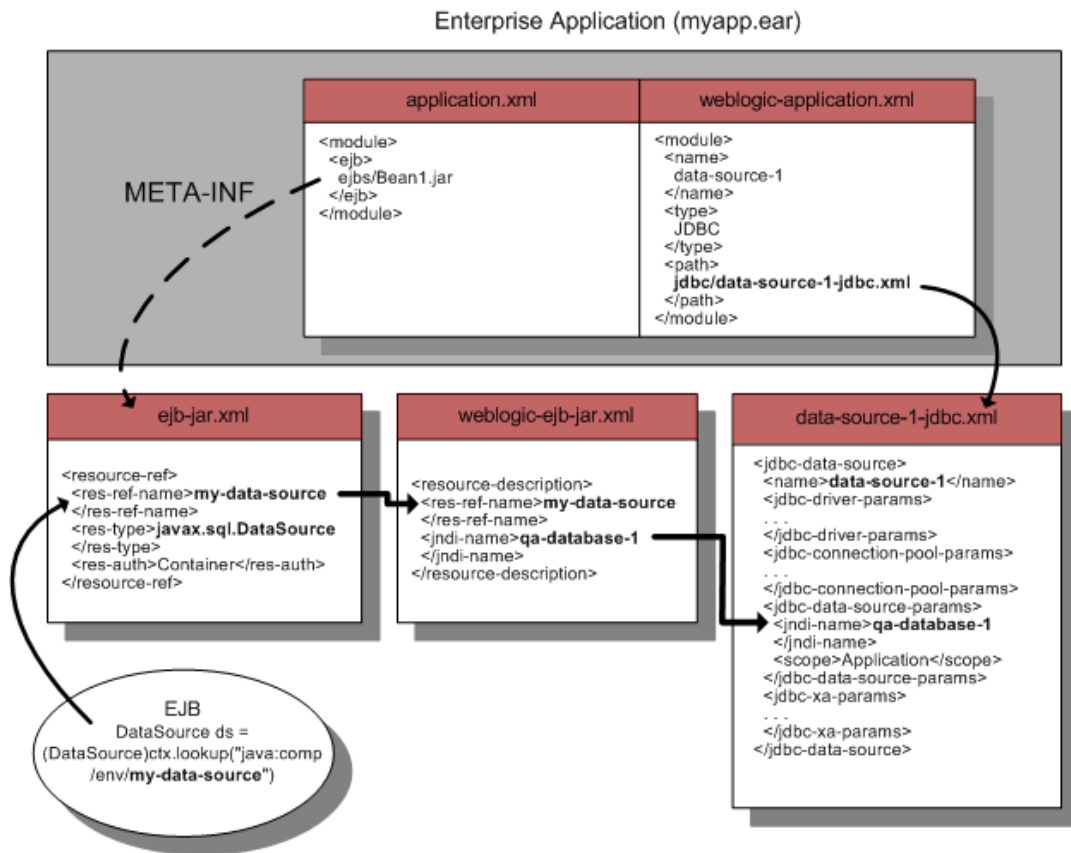 Enterprise Application (myapp.ear)
META-INF
application.xml
<module>
<ejb>
ejbs/Bean1.jar
</ejb>
</module>
weblogic-application.xml
<module>
<name>
data-source-1
</name>
<type>
JDBC
</type>
<path>
jdbc/data-source-1-jdbc.xml
</path>
</module>
ejb-jar.xml
<resource-ref>
<res-ref-name>my-data-source
</res-ref-name>
<res-type>javax.sql.DataSource
</res-type>
<res-auth>Container</res-auth>
</resource-ref>
weblogic-ejb-jar.xml
<resource-description>
<res-ref-name>my-data-source
</res-ref-name>
<jndi-name>qa-database-1
</jndi-name>
</resource-description>
data-source-1-jdbc.xml
<jdbc-data-source>
<name>data-source-1</name>
<jdbc-driver-params>
. . .
</jdbc-driver-params>
<jdbc-connection-pool-params>
. . .
</jdbc-connection-pool-params>
<jdbc-data-source-params>
<jndi-name>qa-database-1
</jndi-name>
<scope>Application</scope>
</jdbc-data-source-params>
<jdbc-xa-params>
. . .
</jdbc-xa-params>
</jdbc-data-source>
EJB
DataSource ds =
(DataSource)ctx.lookup("java:comp
/env/my-data-source")